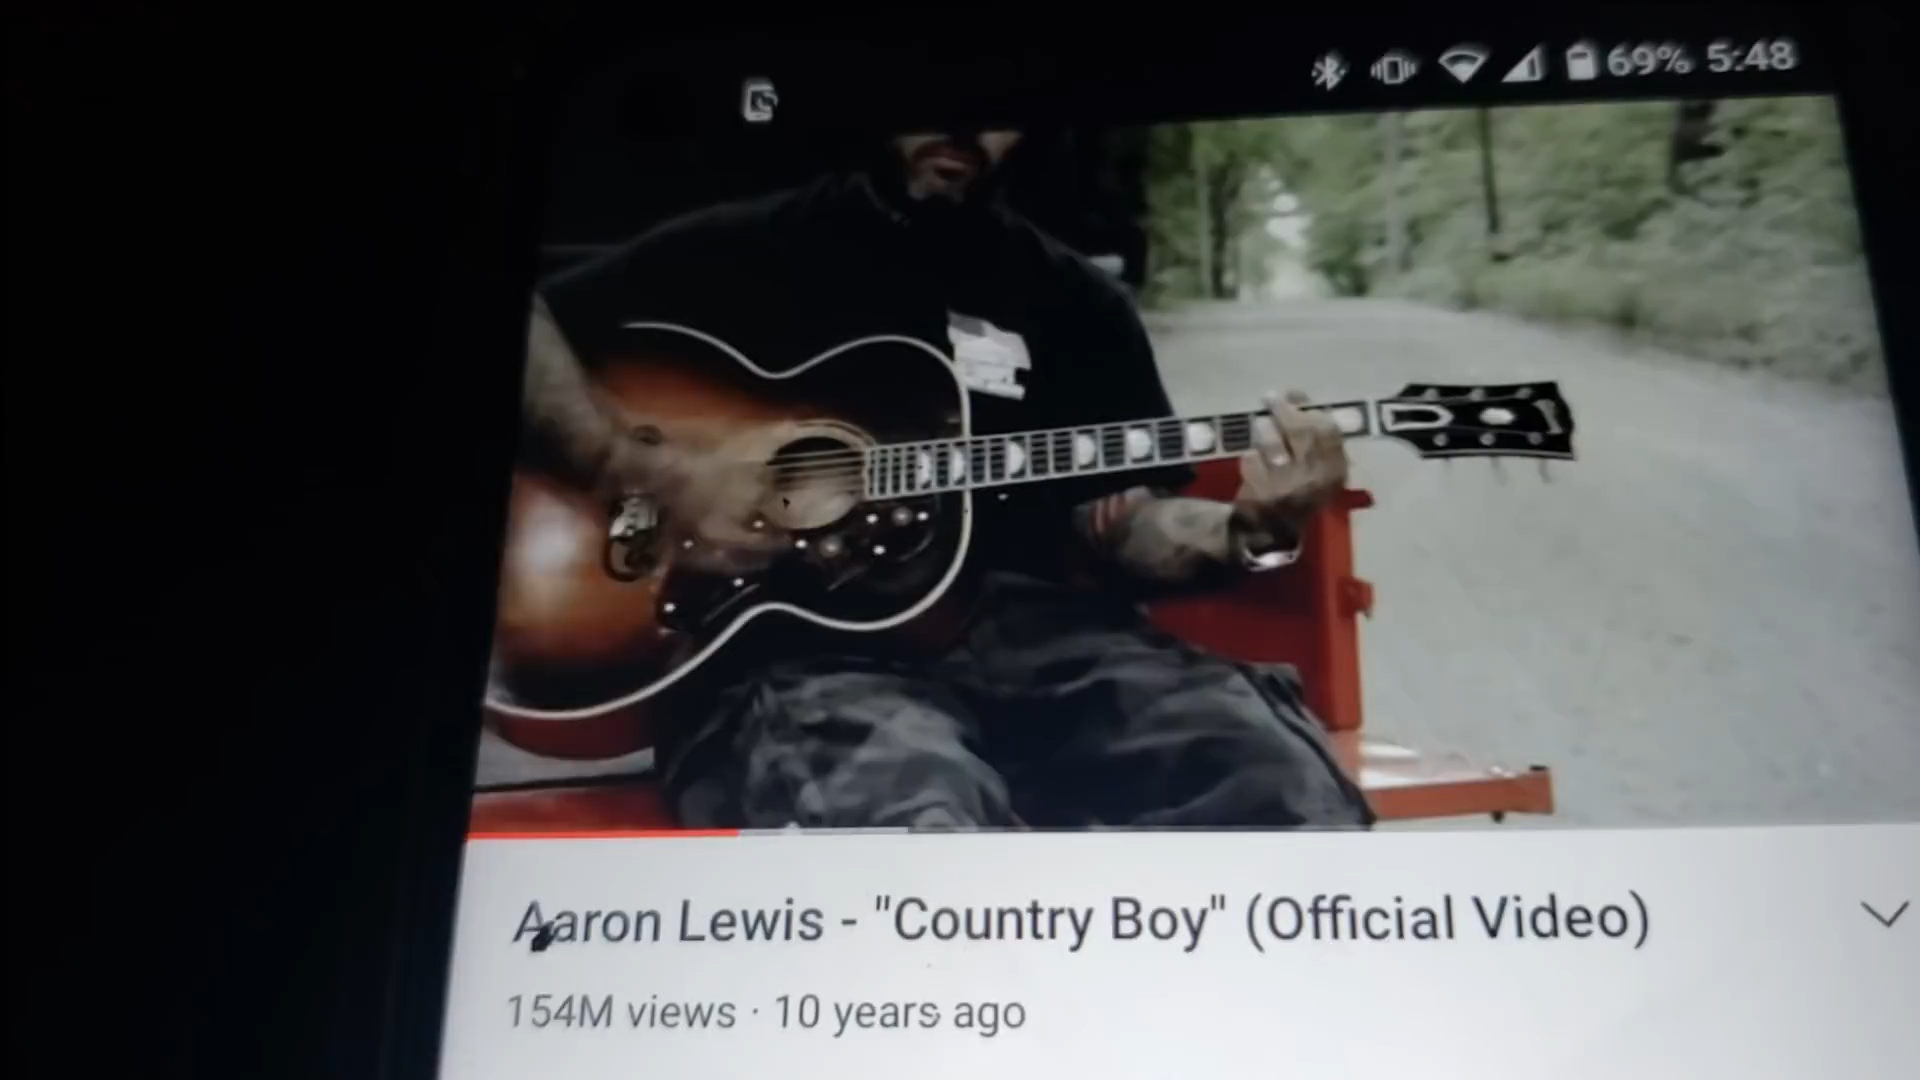 69% 5:48
Aaron Lewis - "Country Boy" (Official Video)
154M views · 10 years ago